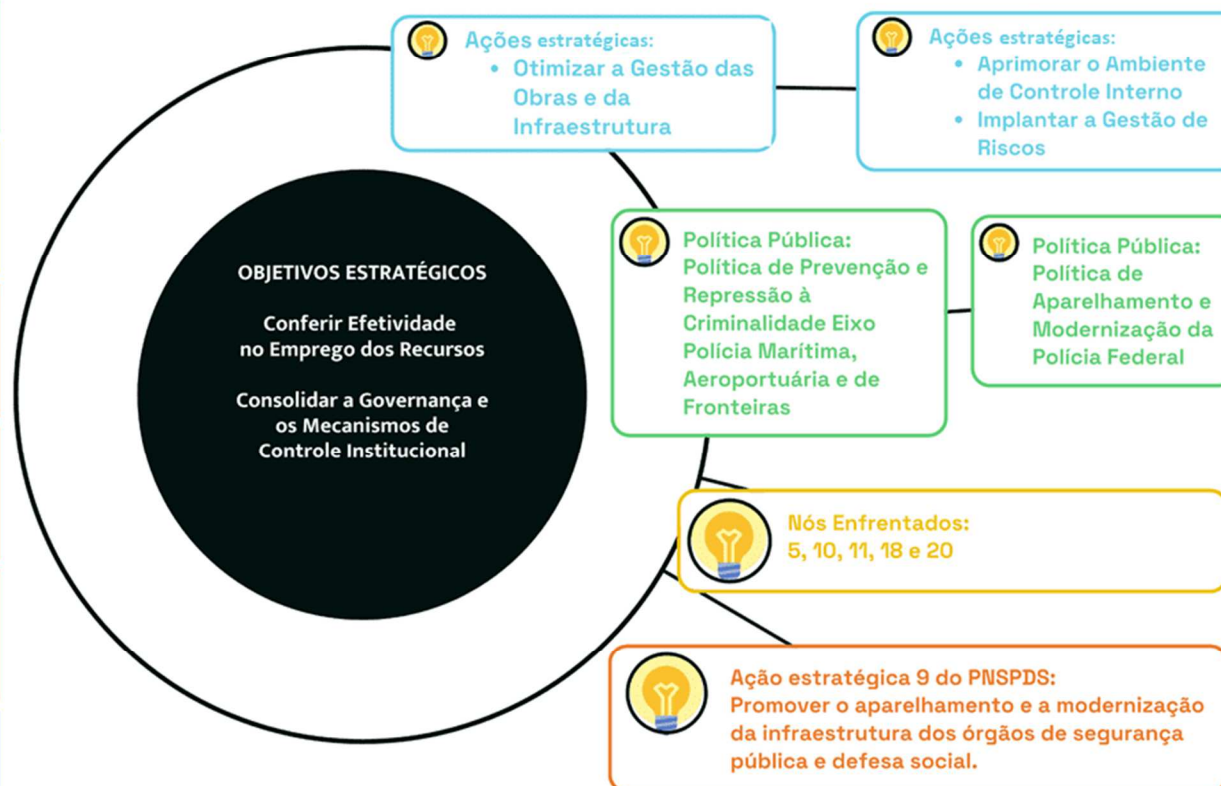 Ações estratégicas:
• Otimizar a Gestão das
Obras e da
Infraestrutura
Ações estratégicas:
• Aprimorar o Ambiente
de Controle Interno
• Implantar a Gestão de
Riscos
OBJETIVOS ESTRATÉGICOS
Conferir Efetividade
no Emprego dos Recursos
Consolidar a Governança e
os Mecanismos de
Controle Institucional
Política Pública:
Política de Prevenção e
Repressão à
Criminalidade Eixo
Polícia Marítima,
Aeroportuária e de
Fronteiras
Política Pública:
Política de
Aparelhamento e
Modernização da
Polícia Federal
Nós Enfrentados:
5, 10, 11, 18 e 20
Ação estratégica 9 do PNSPDS:
Promover o aparelhamento e a modernização
da infraestrutura dos órgãos de segurança
pública e defesa social.